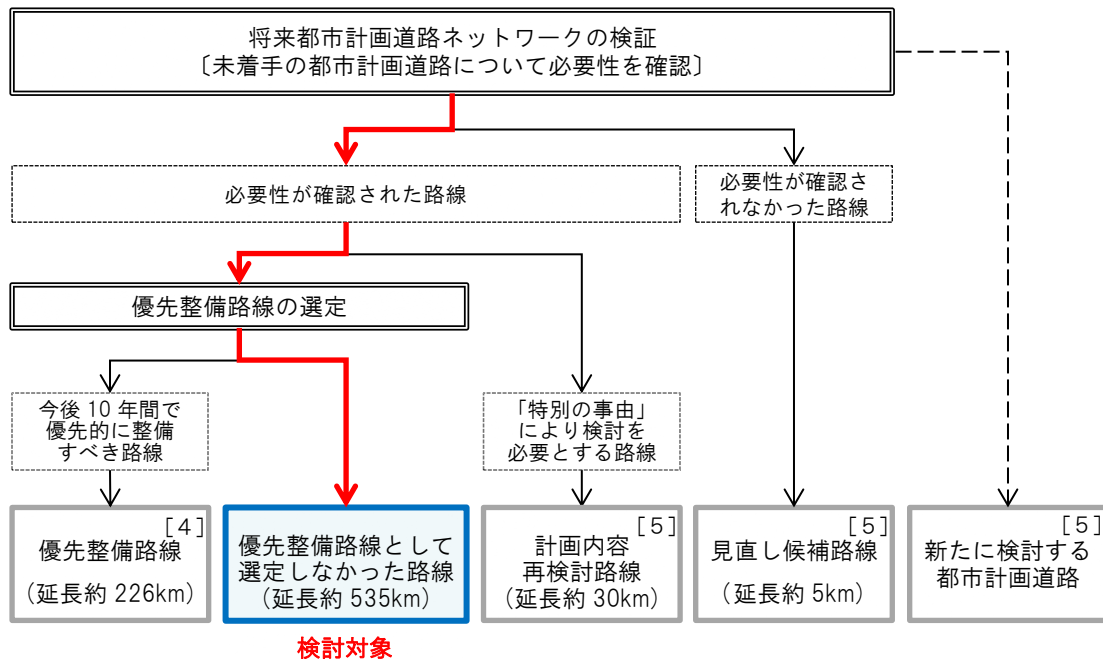 将来都市計画道路ネットワークの検証
〔未着手の都市計画道路について必要性を確認〕
必要性が確認された路線
必要性が確認さ
れなかった路線
優先整備路線の選定
今後 10 年間で
優先的に整備
すべき路線
「特別の事由」
により検討を
必要とする路線
[4]
優先整備路線
(延長約 226km)
優先整備路線として
選定しなかった路線
(延長約 535km)
[5]
計画内容
再検討路線
(延長約 30km)
[5]
見直し候補路線
(延長約 5km)
[5]
新たに検討する
都市計画道路
検討対象